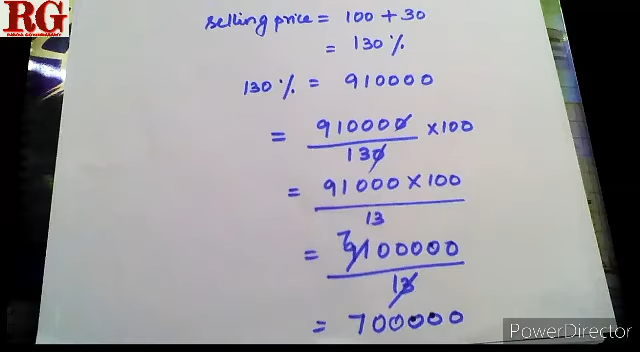 RG
selling price = 100 + 30
= 130 %
130 % = 910000
= 910000 / 130 × 100
= 91000 × 100 / 13
7
= 9100000 / 13
= 700000
PowerDirector